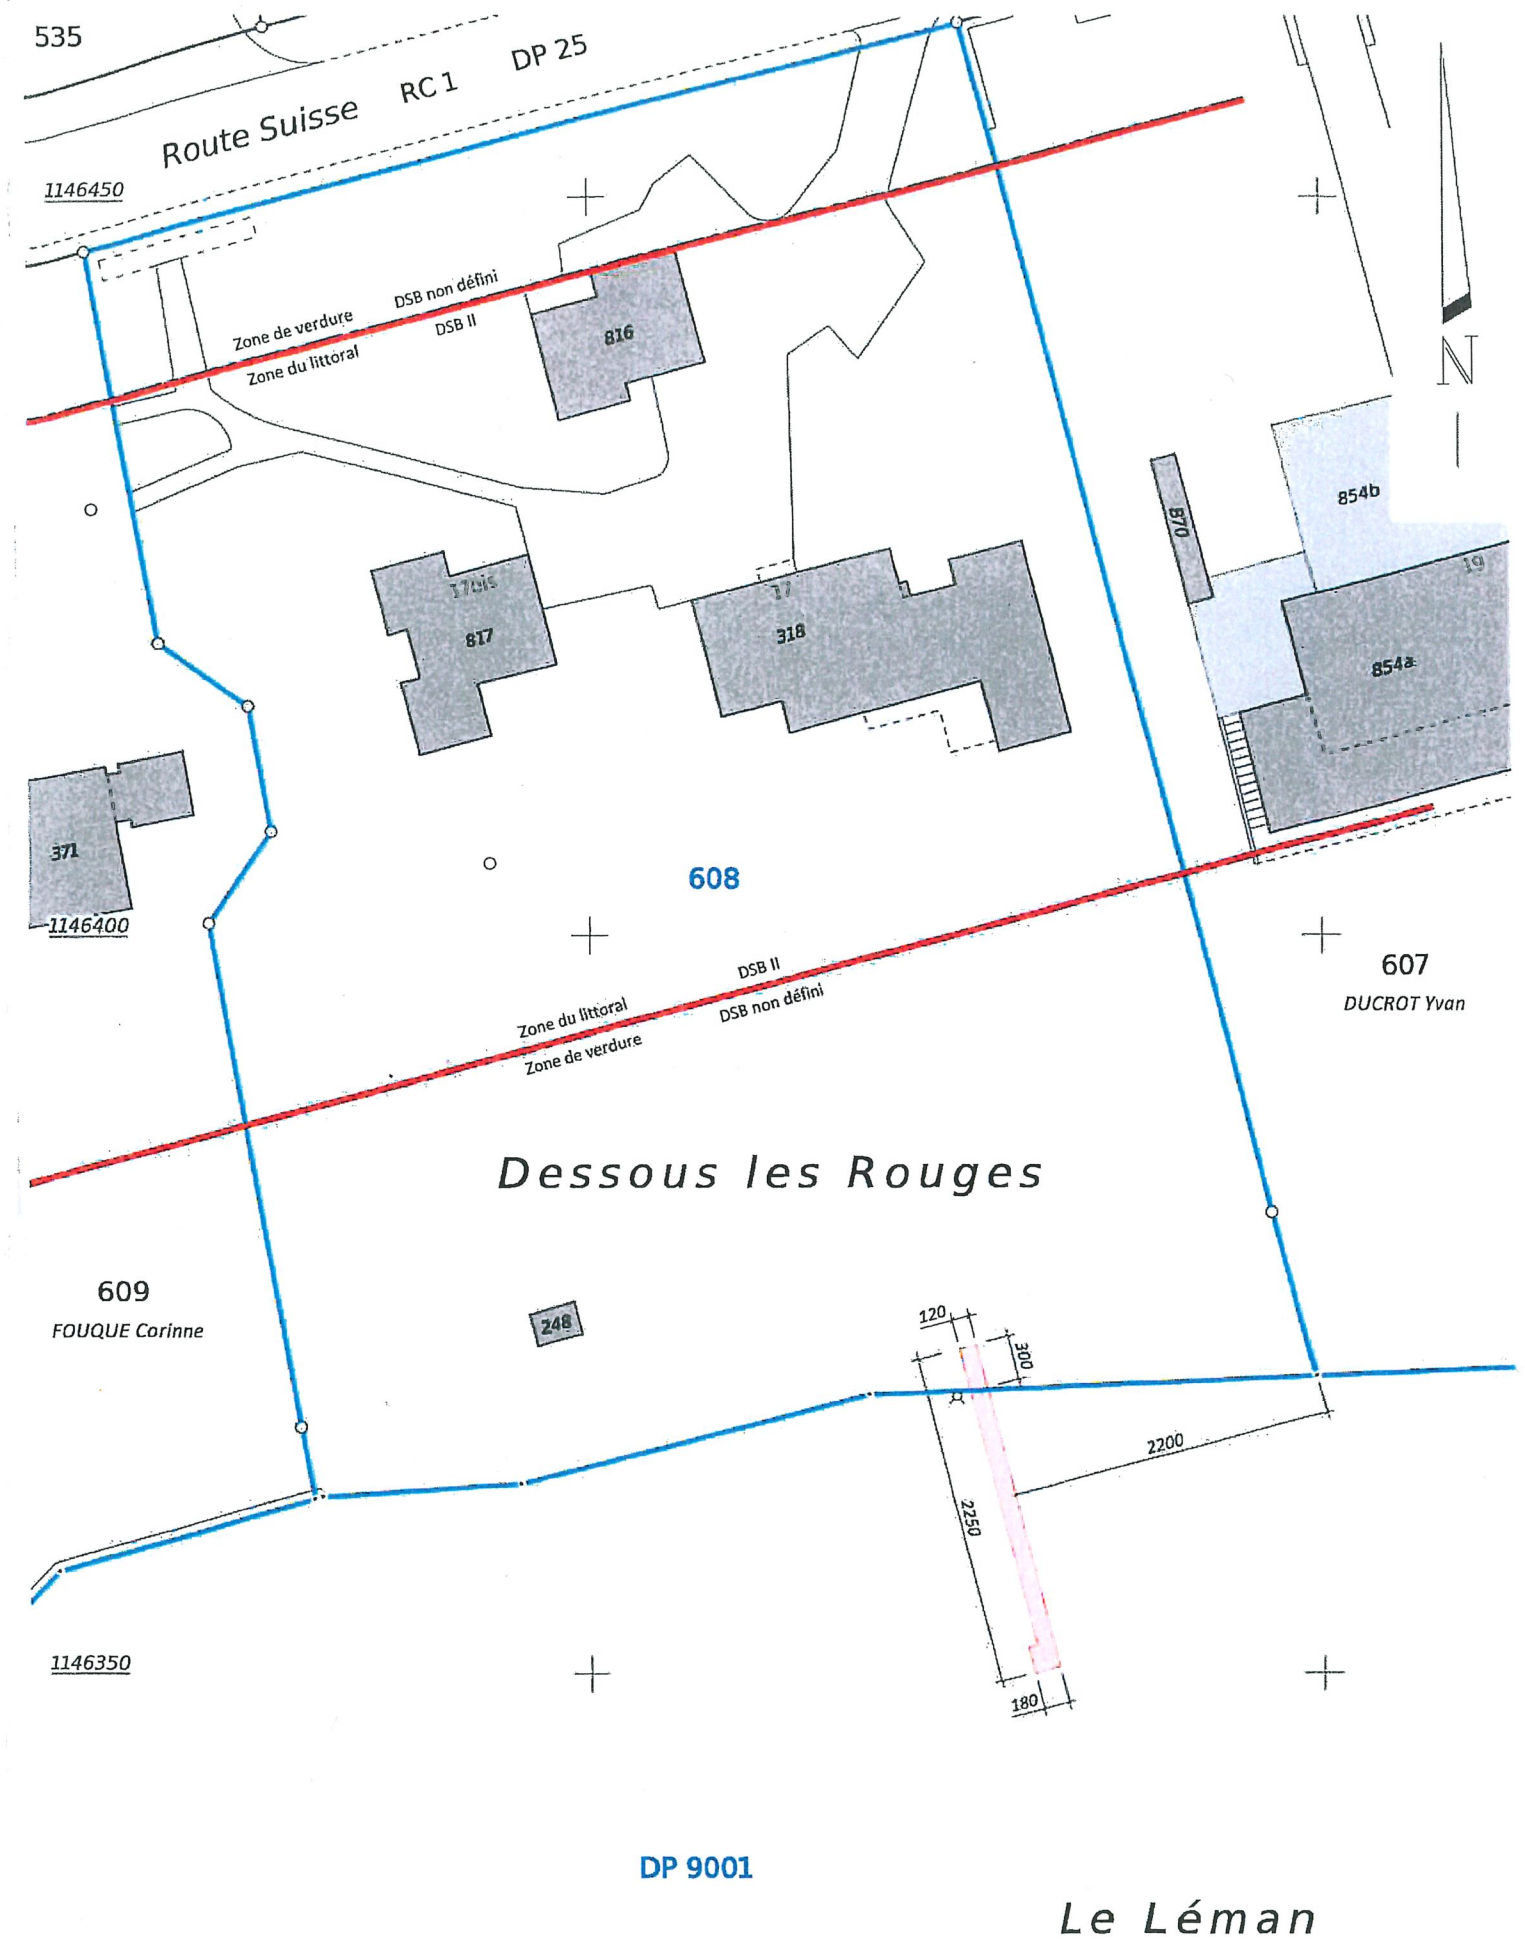 535
DP 25
RC 1
Route Suisse
1146450
DSB non défini
Zone de verdure
DSB II
Zone du littoral
816
854b
870
19
17bis
17
817
318
854a
371
608
1146400
607
DUCROT Yvan
DSB II
Zone du littoral
DSB non défini
Zone de verdure
Dessous les Rouges
609
FOUQUE Corinne
248
120
300
2200
2250
1146350
180
DP 9001
Le Léman
N